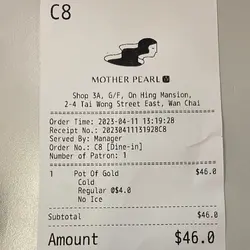 C8
MOTHER PEARL
Shop 3A, G/F, On Hing Mansion,
2-4 Tai Wong Street East, Wan Chai
Order Time: 2023-04-11 13:19:28
Receipt No.: 20230411131928C8
Served By: Manager
Order No.: C8 [Dine-in]
Number of Patron: 1
1 Pot Of Gold $46.0
Cold
Regular @$4.0
No Ice
Subtotal $46.0
Amount $46.0